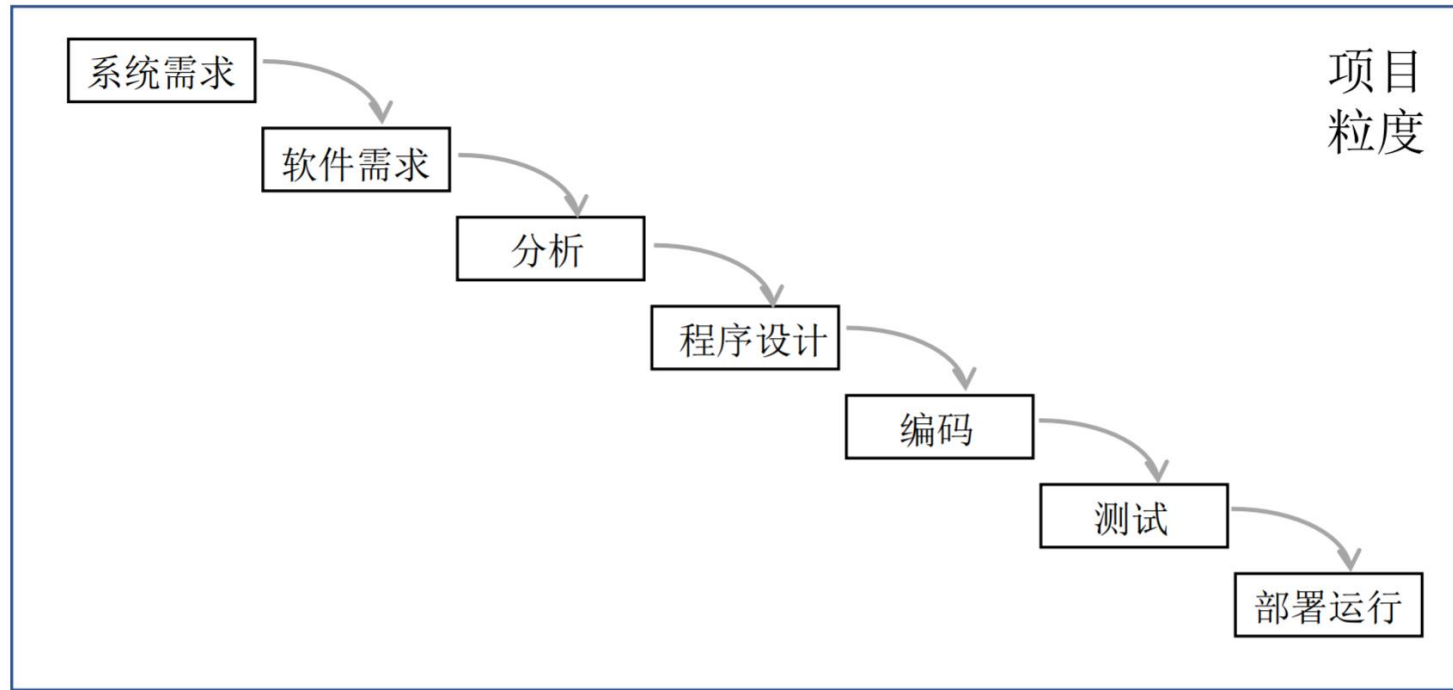 系统需求
项目
粒度
软件需求
分析
程序设计
编码
测试
部署运行